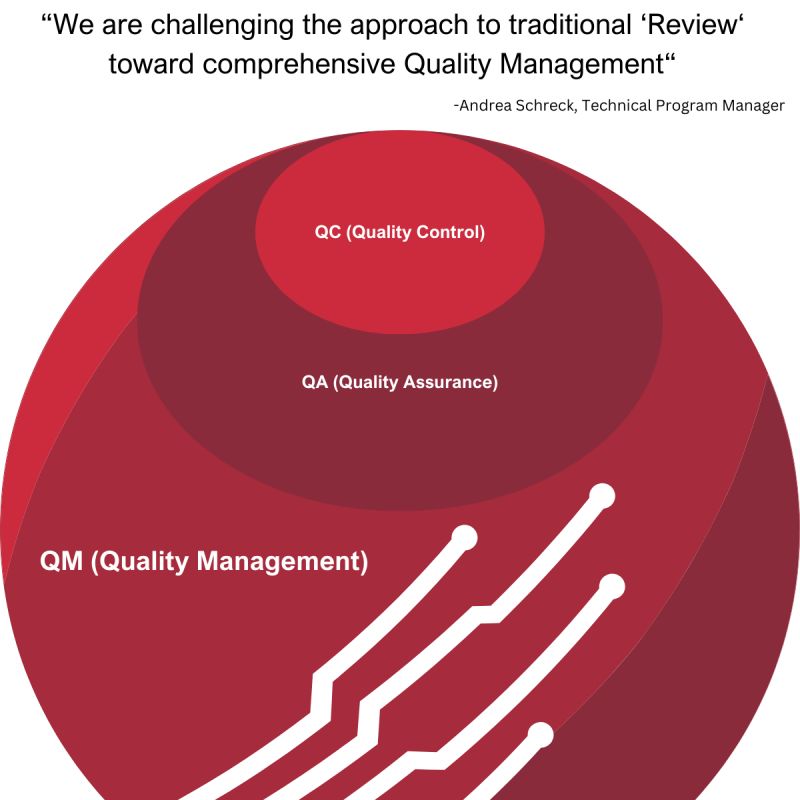 “We are challenging the approach to traditional ‘Review‘
toward comprehensive Quality Management“
-Andrea Schreck, Technical Program Manager
QC (Quality Control)
QA (Quality Assurance)
QM (Quality Management)